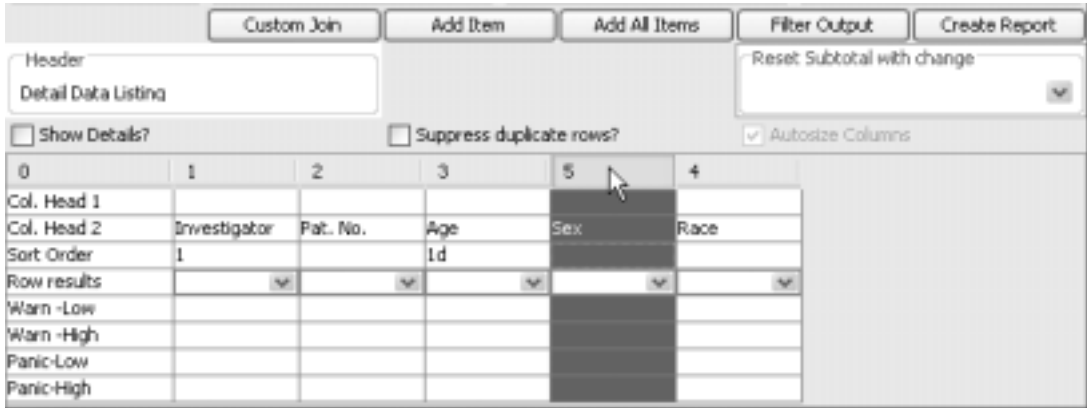 Custom Join Add Item Add All Items Filter Output Create Report
Header Reset Subtotal with change
Detail Data Listing
Show Details? Suppress duplicate rows? Autosize Columns
0 1 2 3 5 4
Col. Head 1
Col. Head 2 Investigator Pat. No. Age Sex Race
Sort Order 1 1d
Row results
Warn -Low
Warn -High
Panic-Low
Panic-High